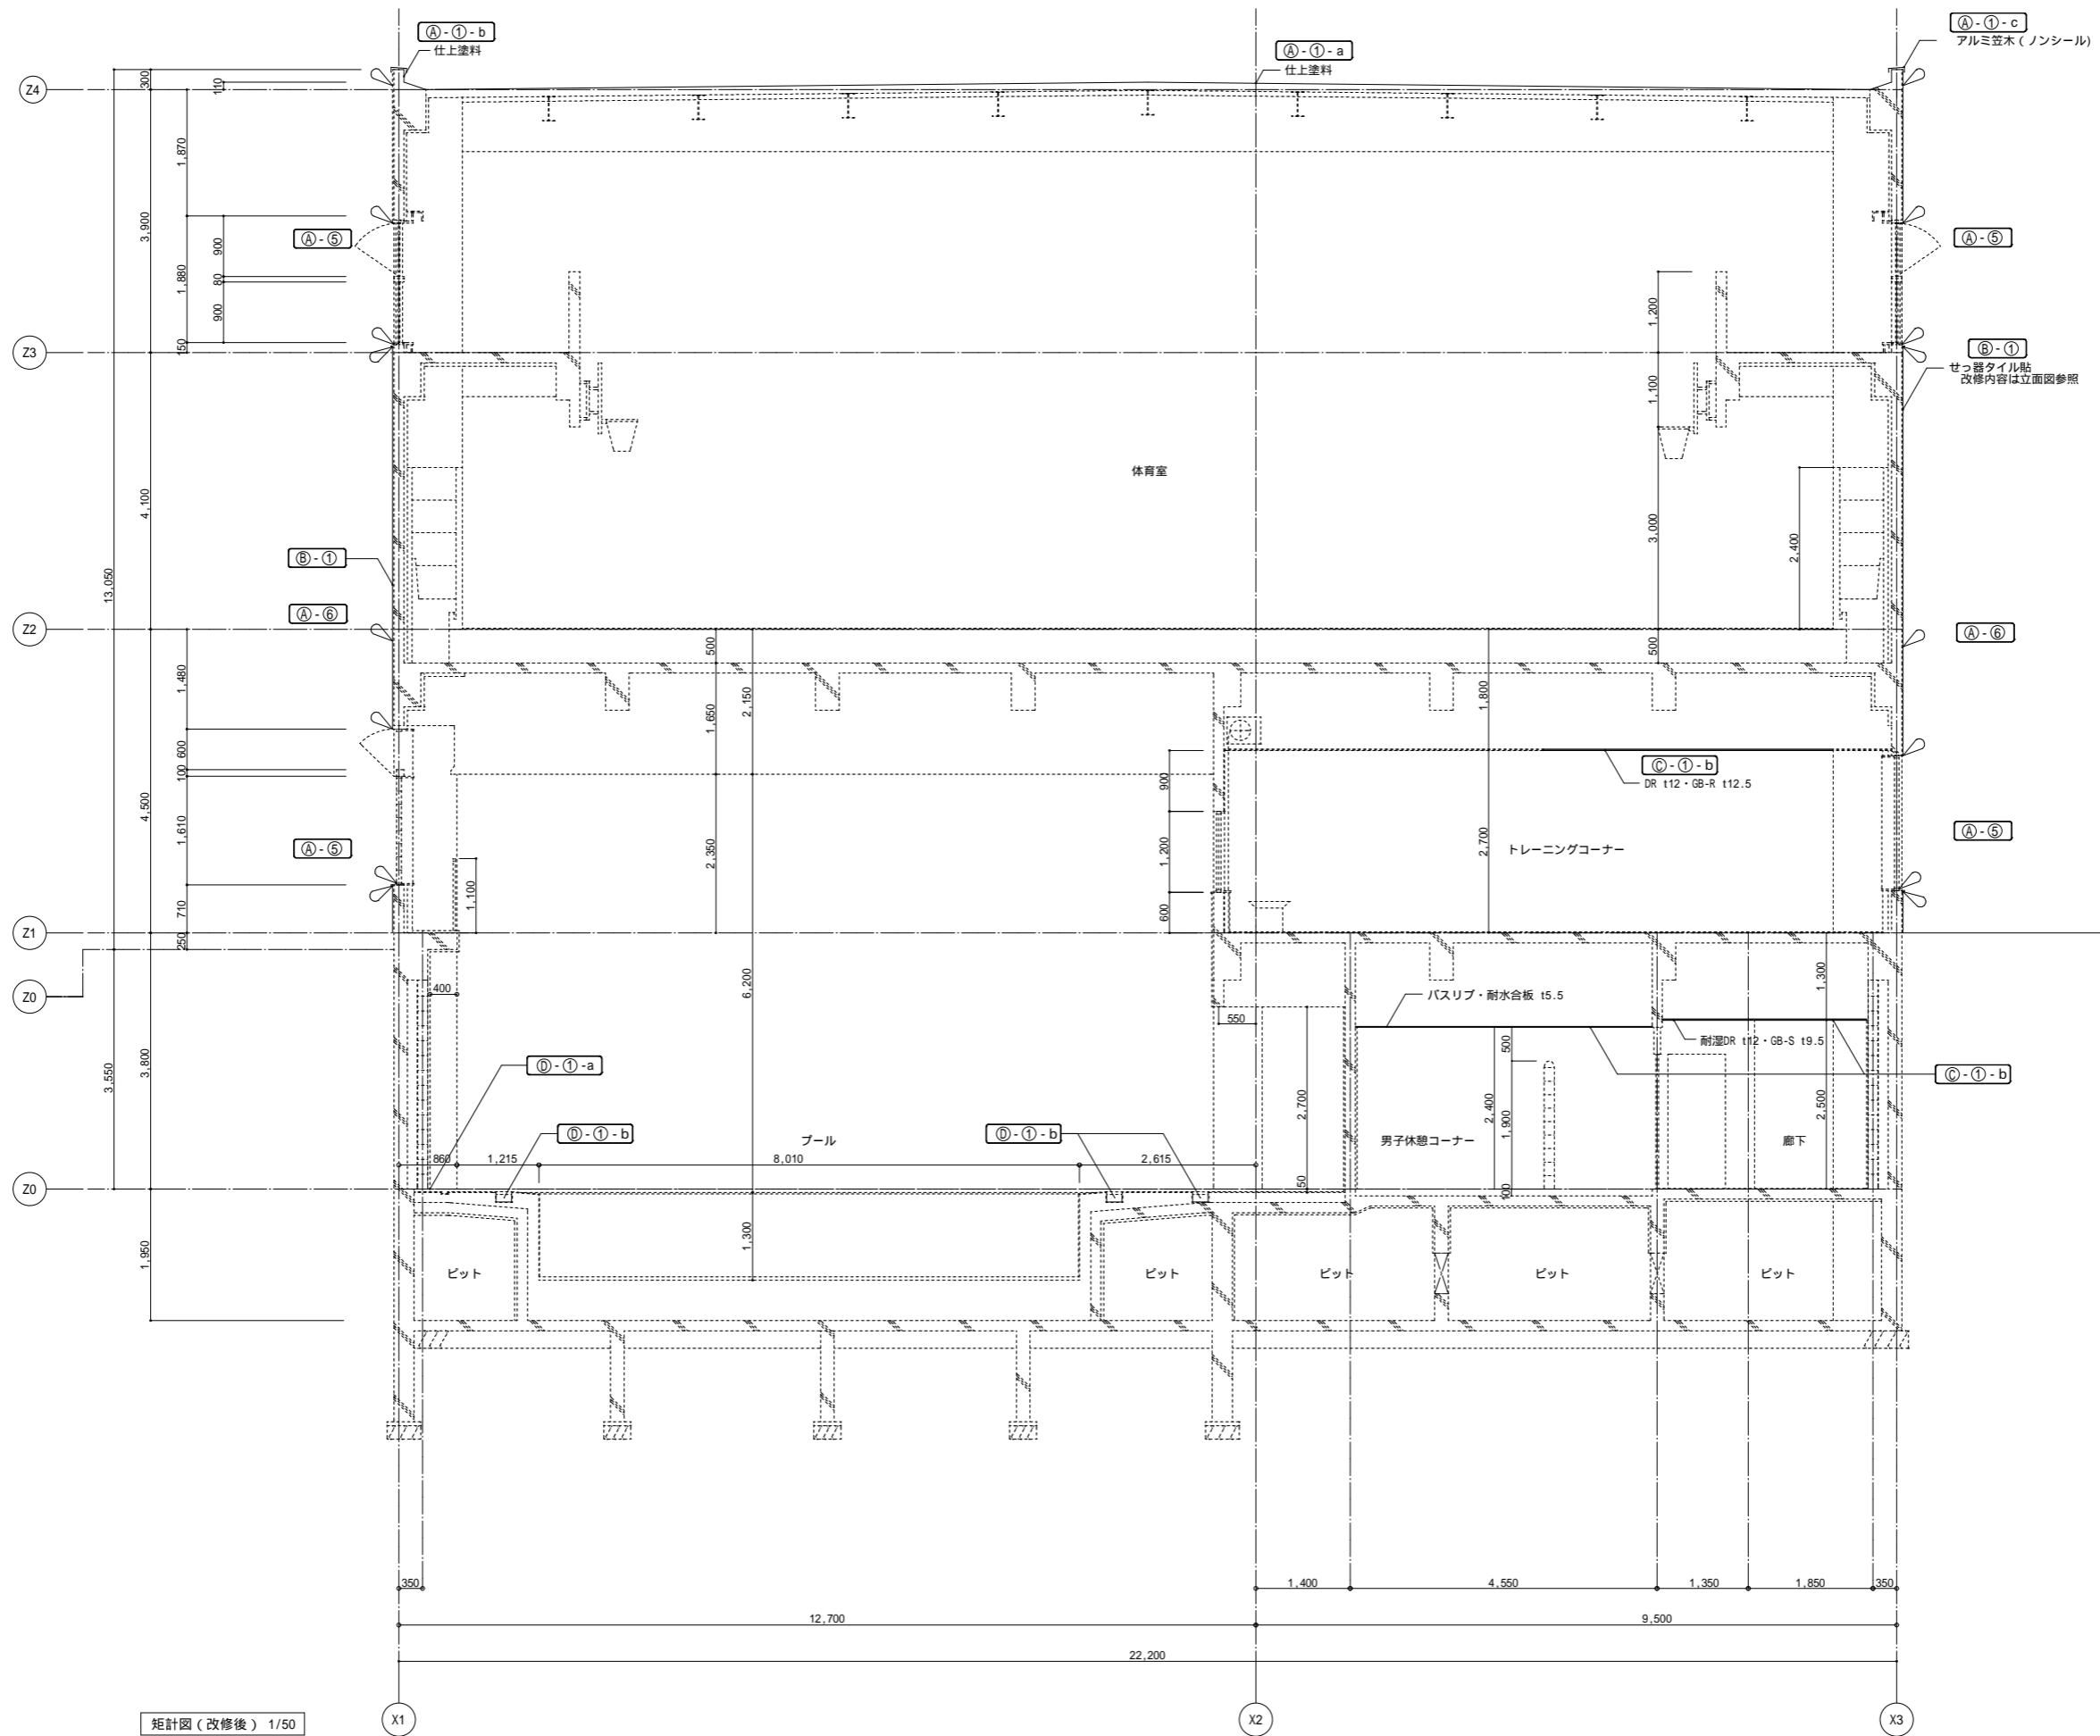 Ⓐ-①-b
仕上塗料
Ⓐ-①-a
仕上塗料
Ⓐ-①-c
アルミ笠木(ノンシール)
Z4
300
110
1,870
3,900
900
80
900
1,880
150
Ⓐ-⑤
Ⓐ-⑤
1,200
Z3
Ⓑ-①
せっ器タイル貼
改修内容は立面図参照
1,100
体育室
4,100
3,000
2,400
Ⓑ-①
13,050
Ⓐ-⑥
Z2
Ⓐ-⑥
500
500
1,480
1,650
2,150
1,800
600
100
900
Ⓒ-①-b
DR t12・GB-R t12.5
4,500
1,610
Ⓐ-⑤
Ⓐ-⑤
2,350
1,200
2,700
トレーニングコーナー
1,100
710
600
Z1
250
Z0
400
6,200
550
バスリブ・耐水合板 t5.5
1,300
耐湿DR t12・GB-S t9.5
500
3,550
3,800
Ⓓ-①-a
Ⓒ-①-b
2,700
2,400
1,900
2,500
Ⓓ-①-b
プール
Ⓓ-①-b
男子休憩コーナー
廊下
860
1,215
8,010
2,615
Z0
50
100
1,950
1,300
ピット
ピット
ピット
ピット
ピット
350
1,400
4,550
1,350
1,850
350
12,700
9,500
22,200
矩計図(改修後) 1/50
X1
X2
X3